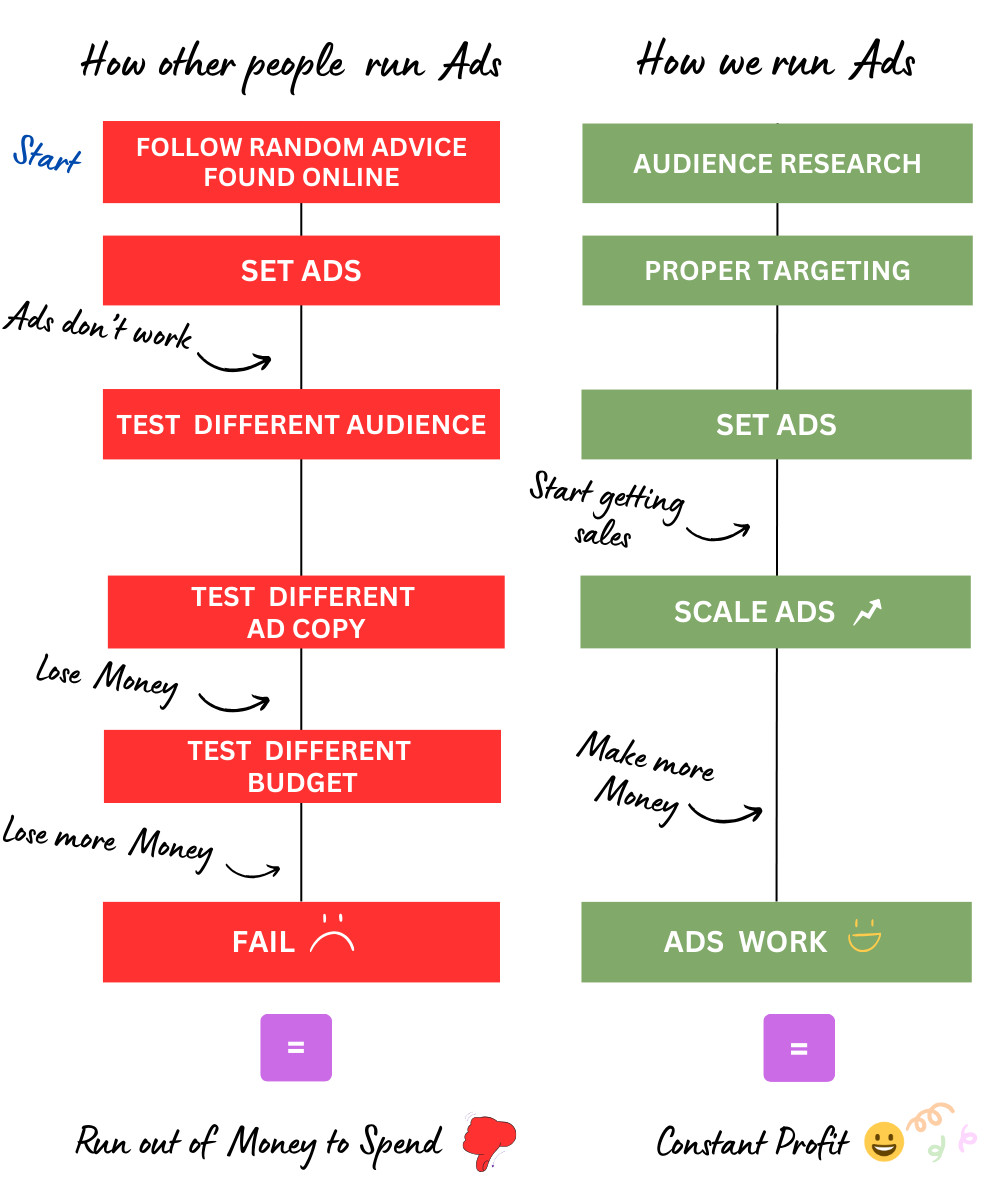 How other people run Ads
Start
FOLLOW RANDOM ADVICE
FOUND ONLINE
SET ADS
Ads don't work
TEST DIFFERENT AUDIENCE
TEST DIFFERENT
AD COPY
Lose Money
TEST DIFFERENT
BUDGET
Lose more Money
FAIL
=
Run out of Money to Spend
How we run Ads
AUDIENCE RESEARCH
PROPER TARGETING
SET ADS
Start getting
sales
SCALE ADS
Make more
Money
ADS WORK
=
Constant Profit